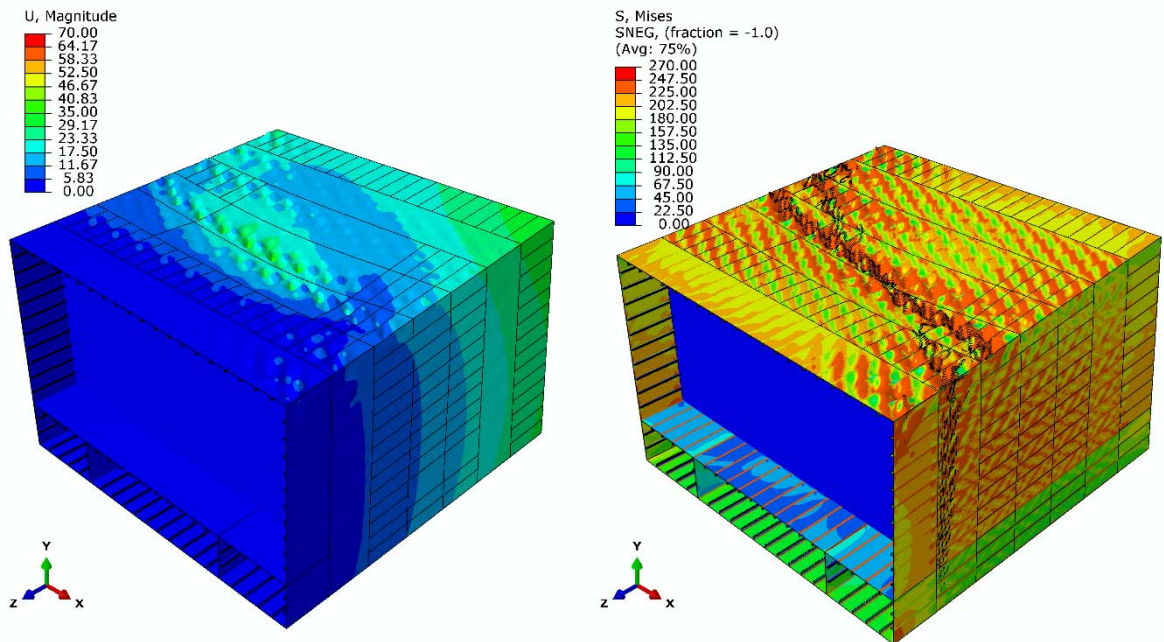 U, Magnitude
70.00
64.17
58.33
52.50
46.67
40.83
35.00
29.17
23.33
17.50
11.67
5.83
0.00
Y
Z
X
S, Mises
SNEG, (fraction = -1.0)
(Avg: 75%)
270.00
247.50
225.00
202.50
180.00
157.50
135.00
112.50
90.00
67.50
45.00
22.50
0.00
Y
Z
X